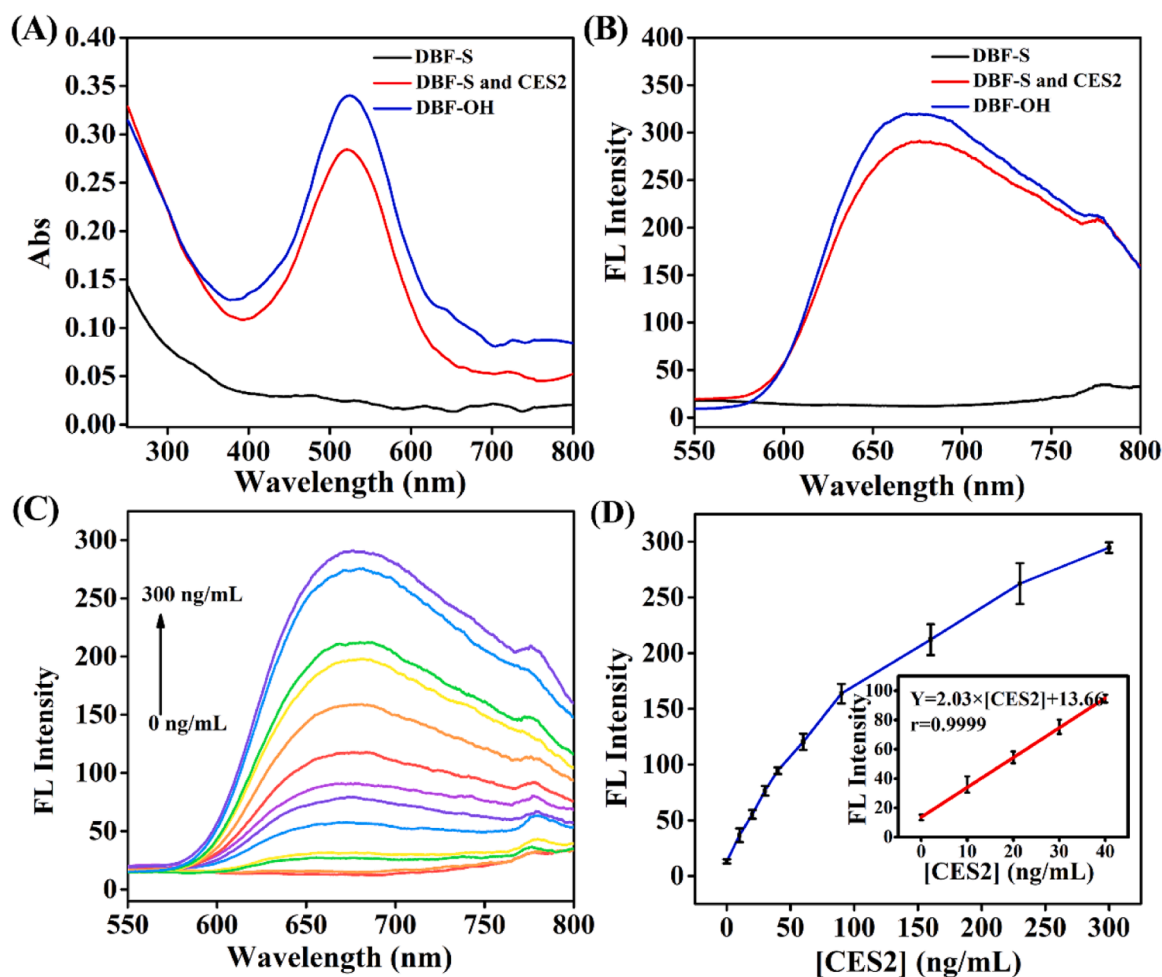 (A)
0.40
0.35
0.30
0.25
0.20
0.15
0.10
0.05
0.00
Abs
DBF-S
DBF-S and CES2
DBF-OH
300 400 500 600 700 800
Wavelength (nm)
(B)
400
350
300
250
200
150
100
50
0
FL Intensity
DBF-S
DBF-S and CES2
DBF-OH
550 600 650 700 750 800
Wavelength (nm)
(C)
300
250
200
150
100
50
0
FL Intensity
300 ng/mL
0 ng/mL
550 600 650 700 750 800
Wavelength (nm)
(D)
300
250
200
150
100
50
0
FL Intensity
0 50 100 150 200 250 300
[CES2] (ng/mL)
100
80
60
40
20
0
FL Intensity
Y=2.03×[CES2]+13.66
r=0.9999
0 10 20 30 40
[CES2] (ng/mL)